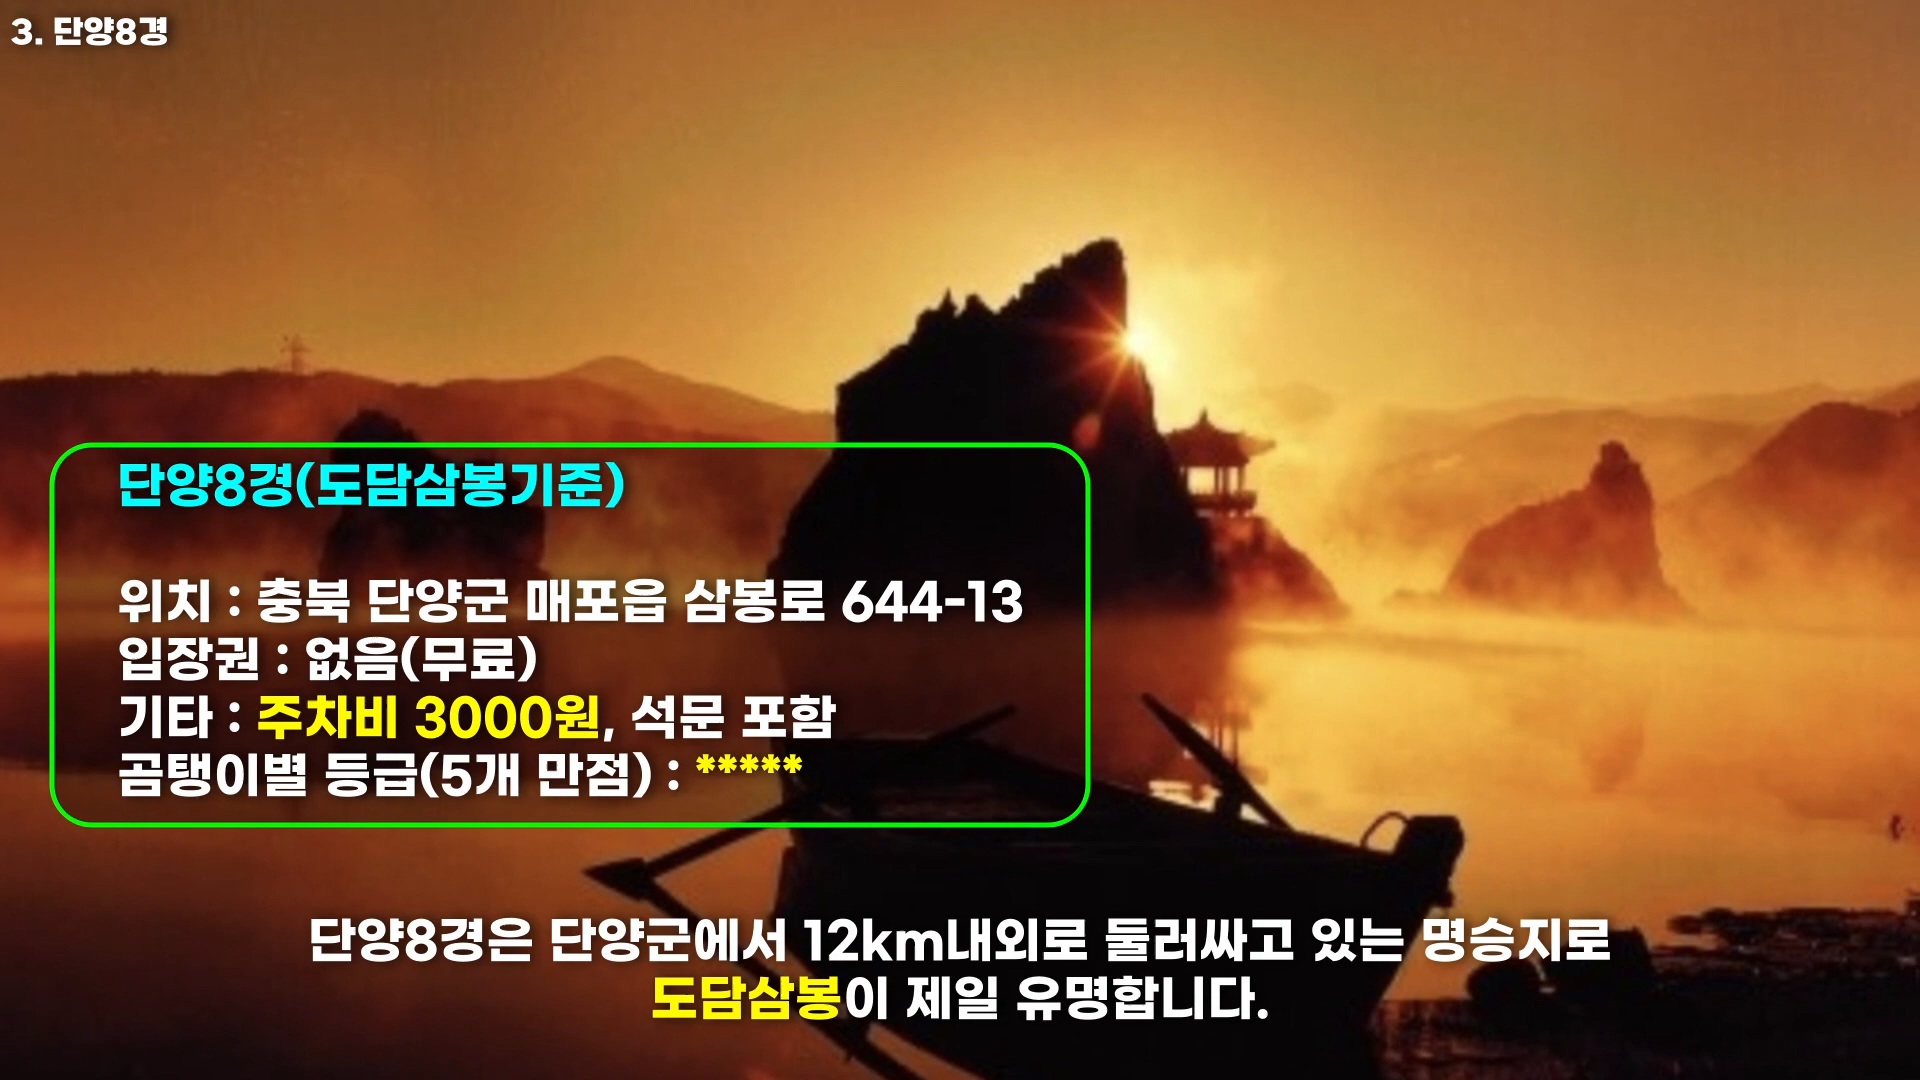 3. 단양8경
단양8경(도담삼봉기준)
위치 : 충북 단양군 매포읍 삼봉로 644-13
입장권 : 없음(무료)
기타 : 주차비 3000원, 석문 포함
곰탱이별 등급(5개 만점) : *****
단양8경은 단양군에서 12km내외로 둘러싸고 있는 명승지로
도담삼봉이 제일 유명합니다.